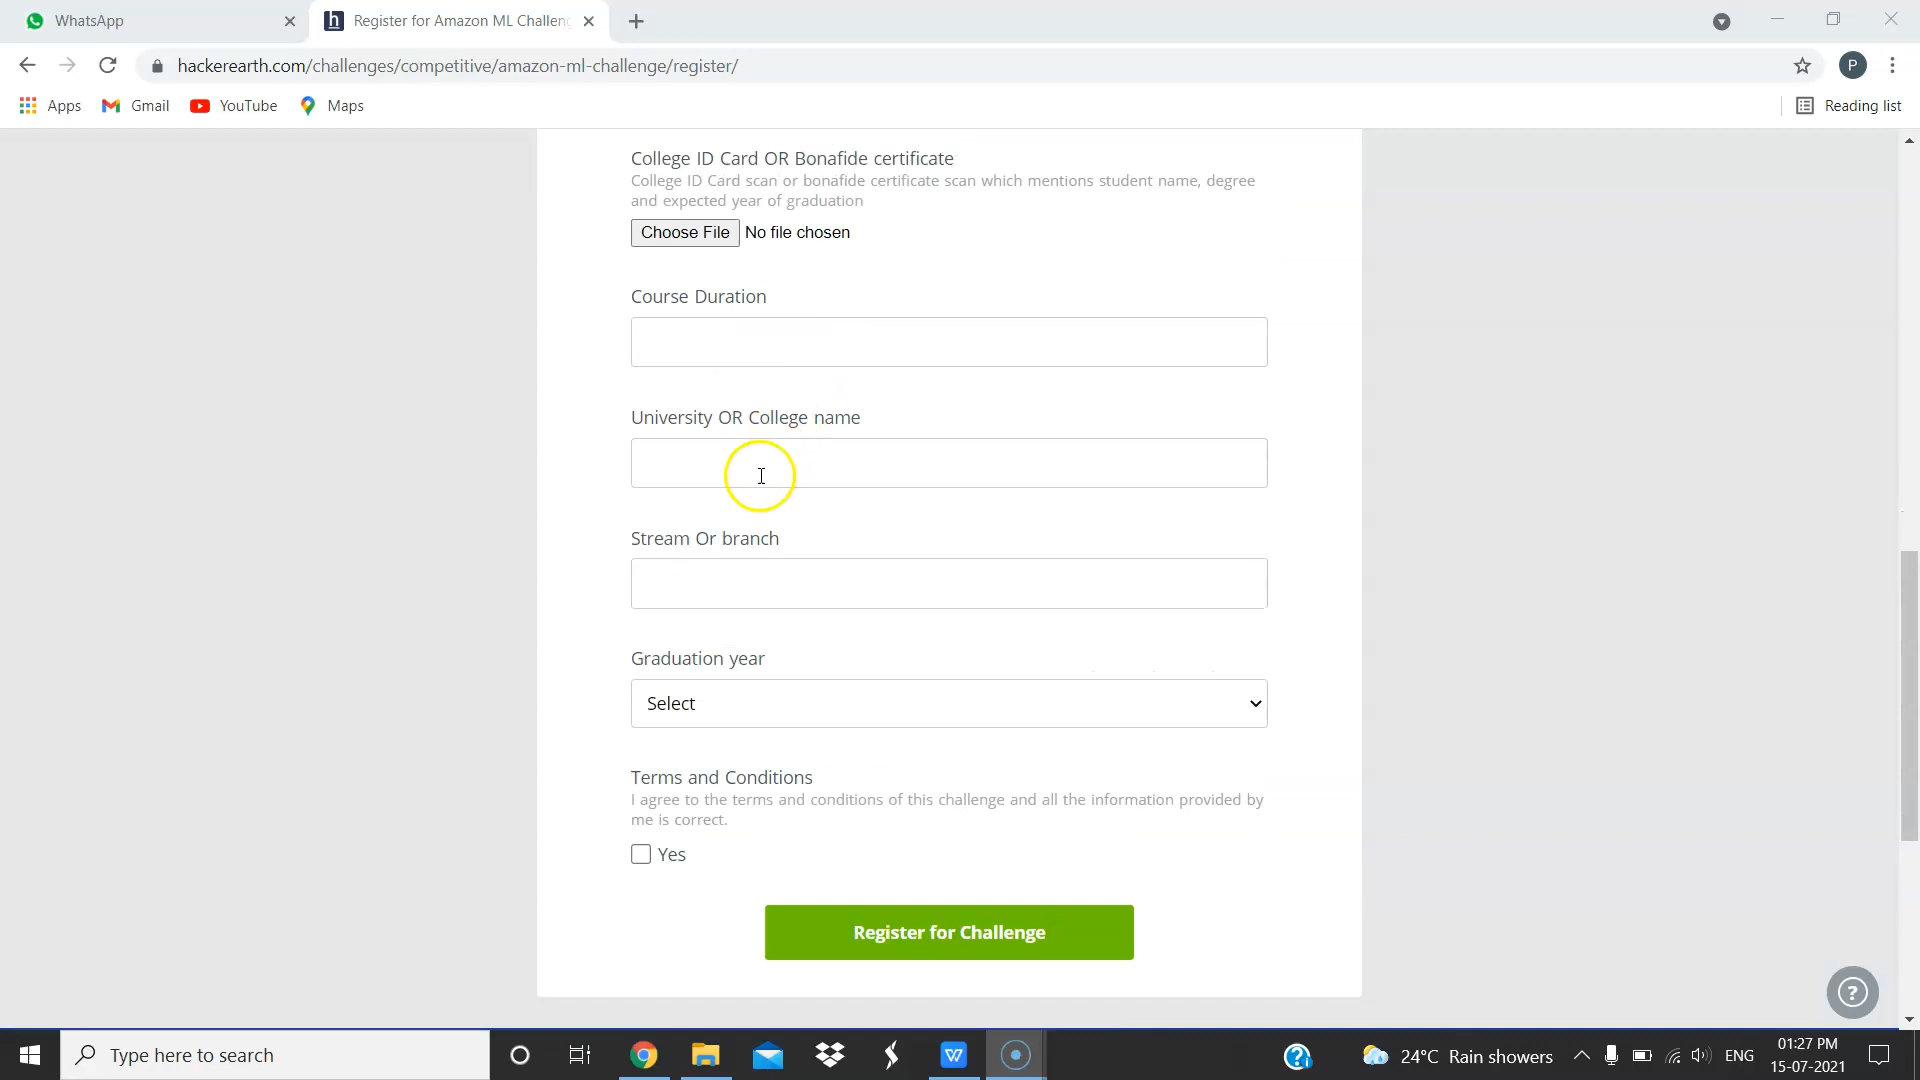 WhatsApp
h Register for Amazon ML Challeng
hackerearth.com/challenges/competitive/amazon-ml-challenge/register/
P
Apps Gmail YouTube Maps Reading list
College ID Card OR Bonafide certificate
College ID Card scan or bonafide certificate scan which mentions student name, degree
and expected year of graduation
Choose File No file chosen
Course Duration
University OR College name
Stream Or branch
Graduation year
Select
Terms and Conditions
I agree to the terms and conditions of this challenge and all the information provided by
me is correct.
Yes
Register for Challenge
?
Type here to search
W
?
24°C Rain showers
ENG
01:27 PM
15-07-2021